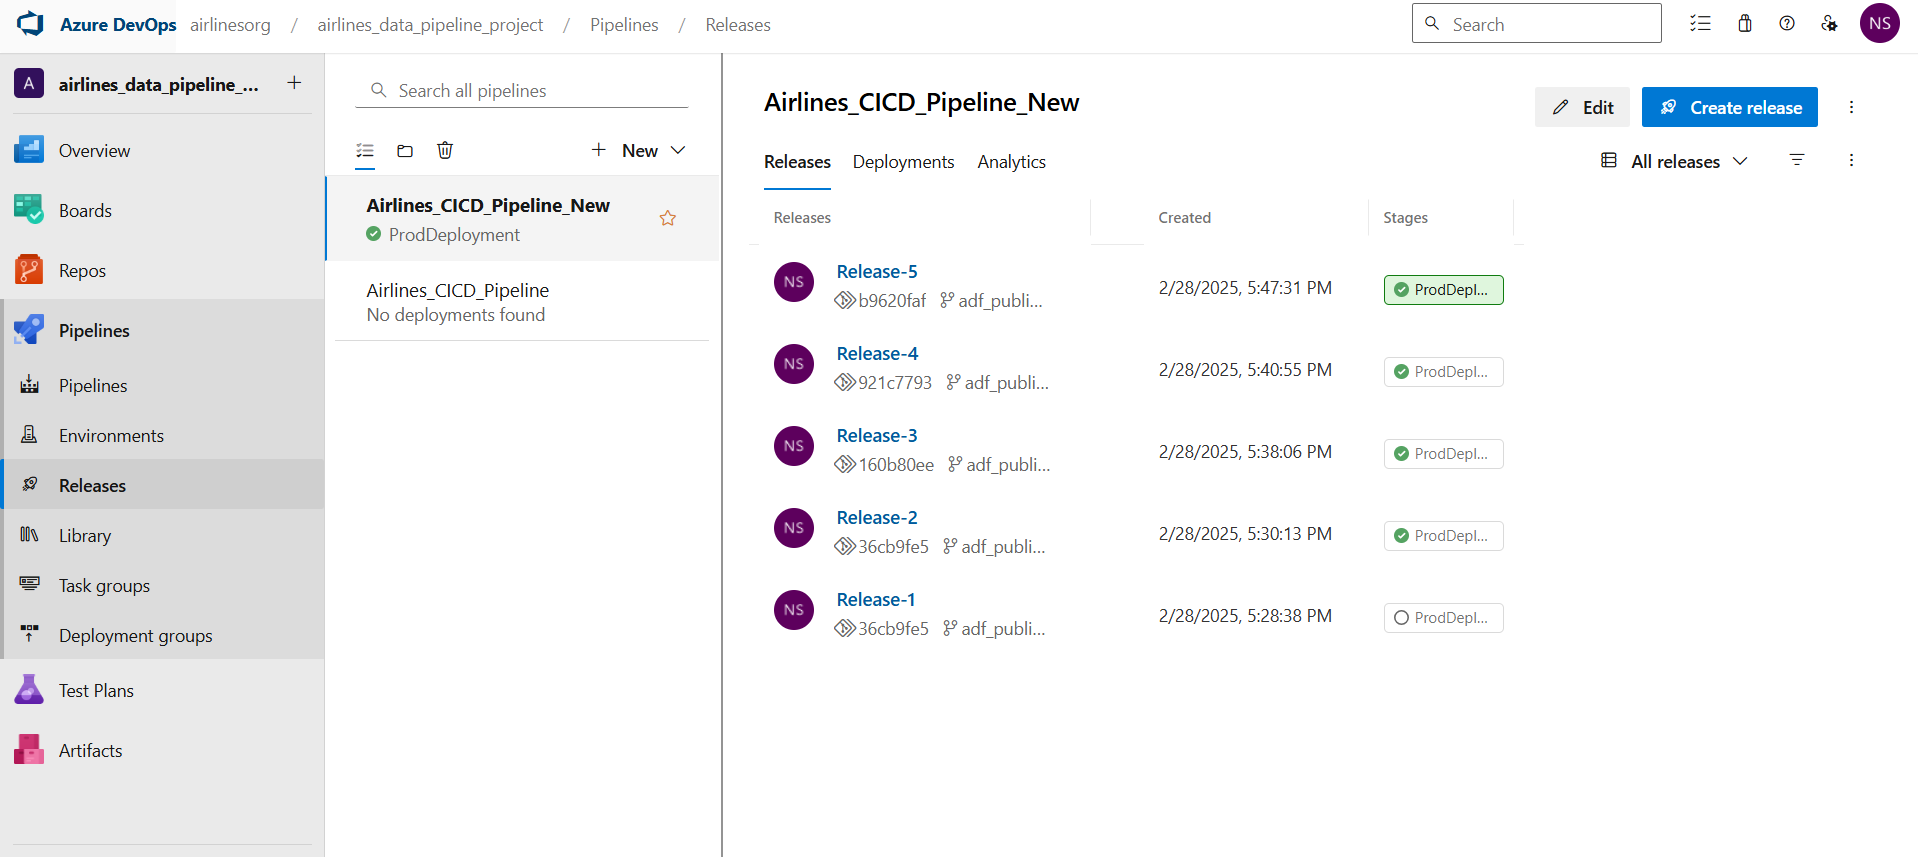 Azure DevOps airlinesorg / airlines_data_pipeline_project / Pipelines / Releases
Search
NS
A airlines_data_pipeline_...
Overview
Boards
Repos
Pipelines
Pipelines
Environments
Releases
Library
Task groups
Deployment groups
Test Plans
Artifacts
Search all pipelines
New
Airlines_CICD_Pipeline_New
ProdDeployment
Airlines_CICD_Pipeline
No deployments found
Airlines_CICD_Pipeline_New
Edit
Create release
Releases Deployments Analytics
All releases
Releases Created Stages
NS Release-5
b9620faf adf_publi...
2/28/2025, 5:47:31 PM
ProdDepl...
NS Release-4
921c7793 adf_publi...
2/28/2025, 5:40:55 PM
ProdDepl...
NS Release-3
160b80ee adf_publi...
2/28/2025, 5:38:06 PM
ProdDepl...
NS Release-2
36cb9fe5 adf_publi...
2/28/2025, 5:30:13 PM
ProdDepl...
NS Release-1
36cb9fe5 adf_publi...
2/28/2025, 5:28:38 PM
ProdDepl...